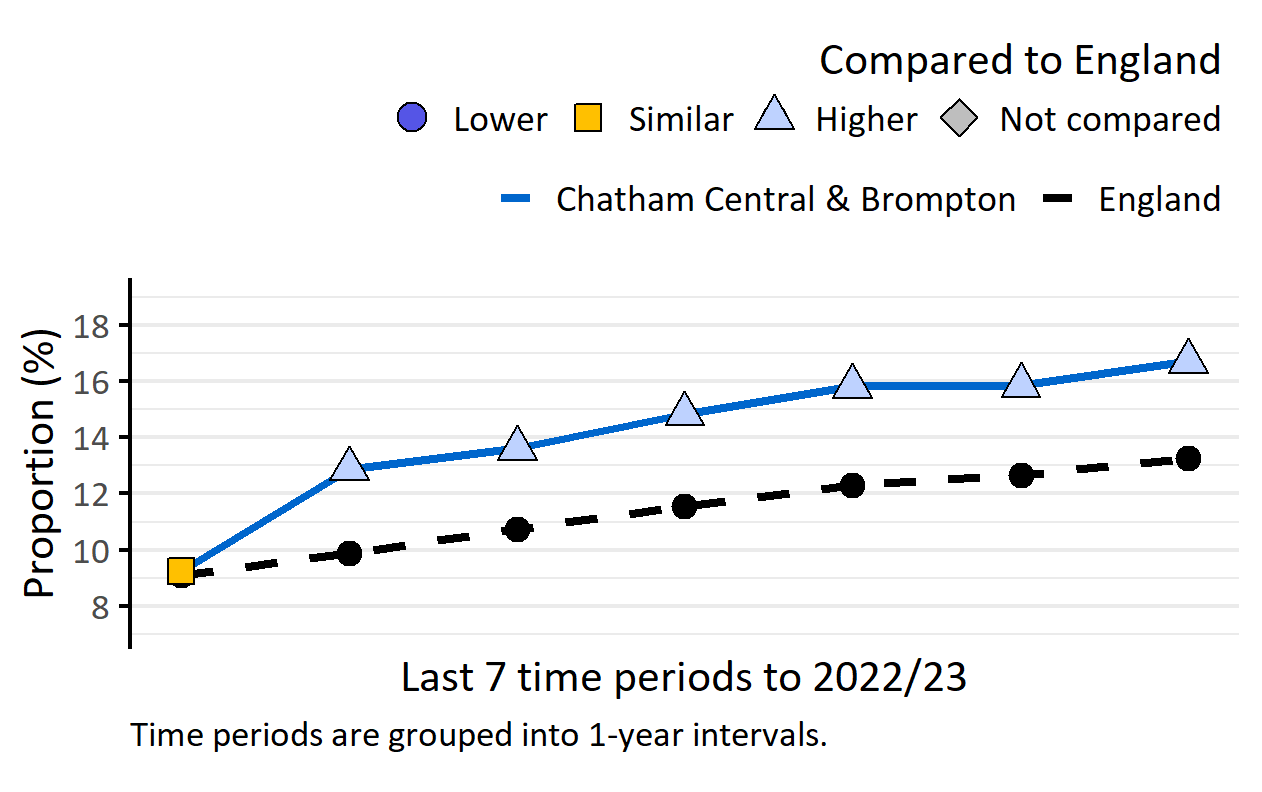 Compared to England
Lower Similar Higher Not compared
Chatham Central & Brompton England
Proportion (%)
18
16
14
12
10
8
Last 7 time periods to 2022/23
Time periods are grouped into 1-year intervals.